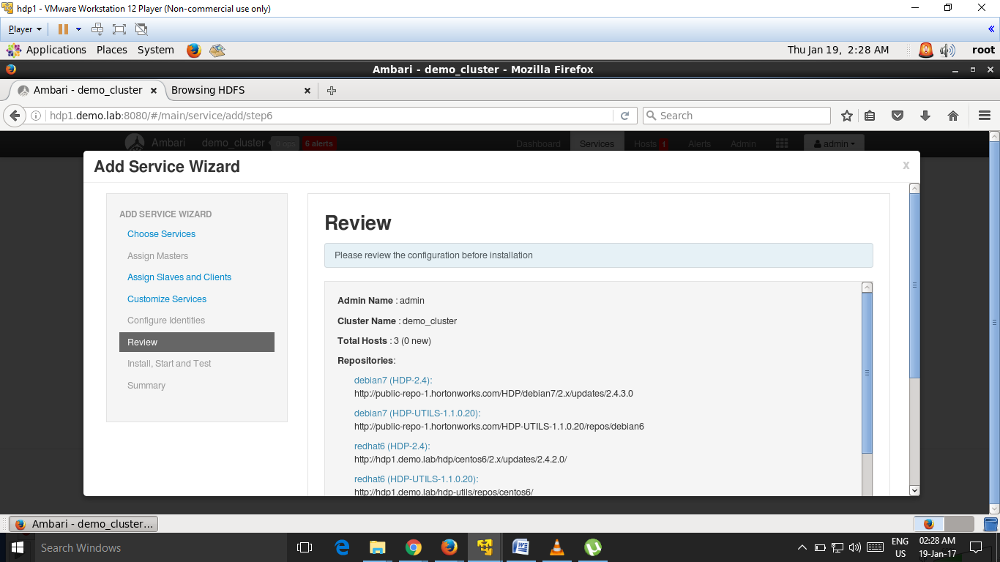 hdp1 - VMware Workstation 12 Player (Non-commercial use only)
Player
Applications Places System Thu Jan 19, 2:28 AM root
Ambari - demo_cluster - Mozilla Firefox
Ambari - demo_cluster Browsing HDFS
hdp1.demo.lab:8080/#/main/service/add/step6 Search
Ambari demo_cluster 0 ops 6 alerts Dashboard Services Hosts 1 Alerts Admin admin
Add Service Wizard x
ADD SERVICE WIZARD
Choose Services
Assign Masters
Assign Slaves and Clients
Customize Services
Configure Identities
Review
Install, Start and Test
Summary
Review
Please review the configuration before installation
Admin Name : admin
Cluster Name : demo_cluster
Total Hosts : 3 (0 new)
Repositories:
debian7 (HDP-2.4):
http://public-repo-1.hortonworks.com/HDP/debian7/2.x/updates/2.4.3.0
debian7 (HDP-UTILS-1.1.0.20):
http://public-repo-1.hortonworks.com/HDP-UTILS-1.1.0.20/repos/debian6
redhat6 (HDP-2.4):
http://hdp1.demo.lab/hdp/centos6/2.x/updates/2.4.2.0/
redhat6 (HDP-UTILS-1.1.0.20):
http://hdp1.demo.lab/hdp-utils/repos/centos6/
Ambari - demo_cluster...
Search Windows
ENG 02:28 AM
US 19-Jan-17